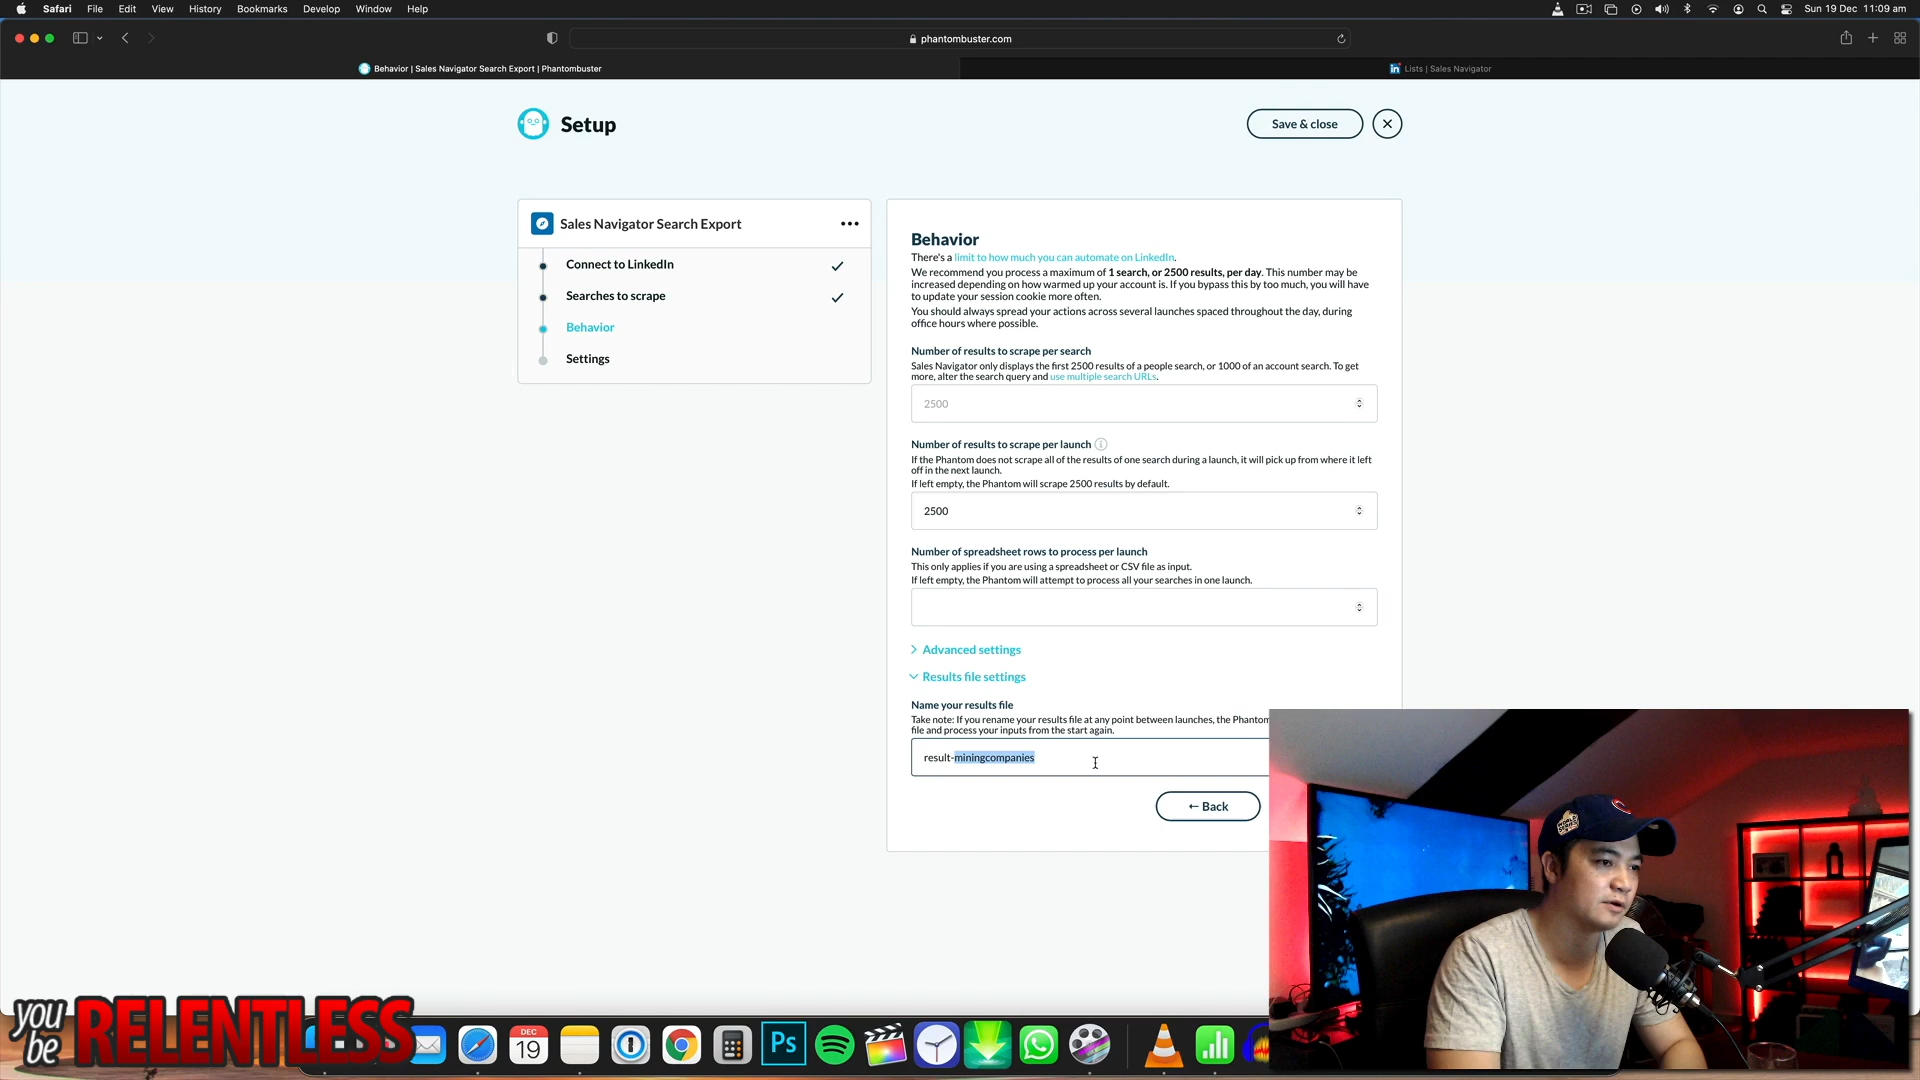 Safari File Edit View History Bookmarks Develop Window Help Sun 19 Dec 11:09 am
phantombuster.com
Behavior | Sales Navigator Search Export | Phantombuster
Lists | Sales Navigator
Setup
Save & close
Sales Navigator Search Export
Connect to LinkedIn
Searches to scrape
Behavior
Settings
Behavior
There's a limit to how much you can automate on LinkedIn.
We recommend you process a maximum of 1 search, or 2500 results, per day. This number may be
increased depending on how warmed up your account is. If you bypass this by too much, you will have
to update your session cookie more often.
You should always spread your actions across several launches spaced throughout the day, during
office hours where possible.
Number of results to scrape per search
Sales Navigator only displays the first 2500 results of a people search, or 1000 of an account search. To get
more, alter the search query and use multiple search URLs.
2500
Number of results to scrape per launch
If the Phantom does not scrape all of the results of one search during a launch, it will pick up from where it left
off in the next launch.
If left empty, the Phantom will scrape 2500 results by default.
2500
Number of spreadsheet rows to process per launch
This only applies if you are using a spreadsheet or CSV file as input.
If left empty, the Phantom will attempt to process all your searches in one launch.
Advanced settings
Results file settings
Name your results file
Take note: If you rename your results file at any point between launches, the Phantom
file and process your inputs from the start again.
result-miningcompanies
← Back
you
be
RELENTLESS
DEC
19
Ps